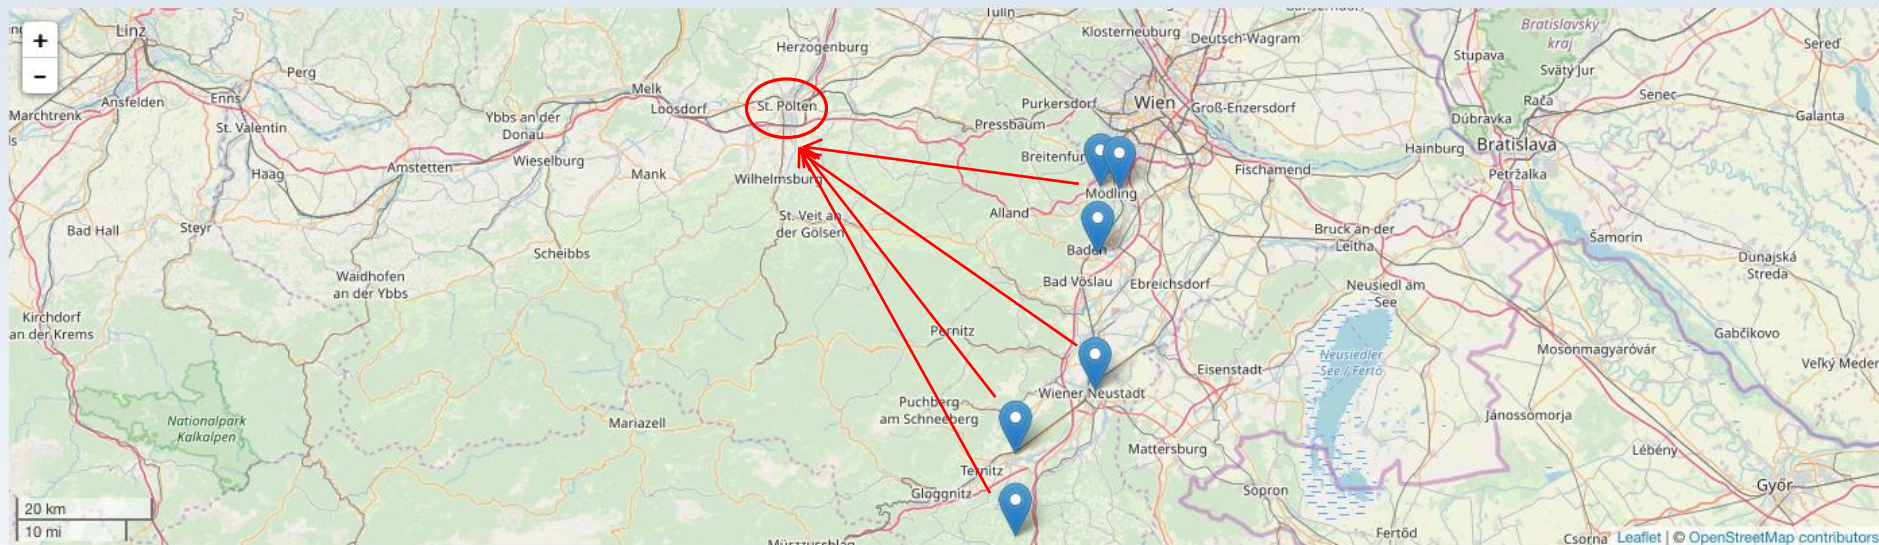 Linz
Tulln
Klosterneuburg
Deutsch-Wagram
Bratislavský
kraj
Stupava
Sereď
Svätý Jur
Herzogenburg
Perg
Melk
Loosdorf
St. Pölten
Purkersdorf
Wien
Groß-Enzersdorf
Rača
Senec
Galanta
Ansfelden
Enns
Marchtrenk
St. Valentin
Ybbs an der
Donau
Pressbaum
Dúbravka
Bratislava
Hainburg
Petržalka
Haag
Amstetten
Wieselburg
Mank
Wilhelmsburg
Breitenfur
Fischamend
Mödling
Bad Hall
Steyr
St. Veit an
der Gölsen
Alland
Baden
Bruck an der
Leitha
Šamorín
Scheibbs
Dunajská
Streda
Waidhofen
an der Ybbs
Bad Vöslau
Ebreichsdorf
Neusiedl am
See
Kirchdorf
an der Krems
Pernitz
Gabčíkovo
Neusiedler
See / Fertő
Mosonmagyaróvár
Veľký Meder
Eisenstadt
Wiener Neustadt
Puchberg
am Schneeberg
Nationalpark
Kalkalpen
Mariazell
Jánossomorja
Mattersburg
Lébény
Ternitz
Gloggnitz
Sopron
Győr
Fertőd
Csorna
Mürzzuschlag
+
-
20 km
10 mi
Leaflet | © OpenStreetMap contributors